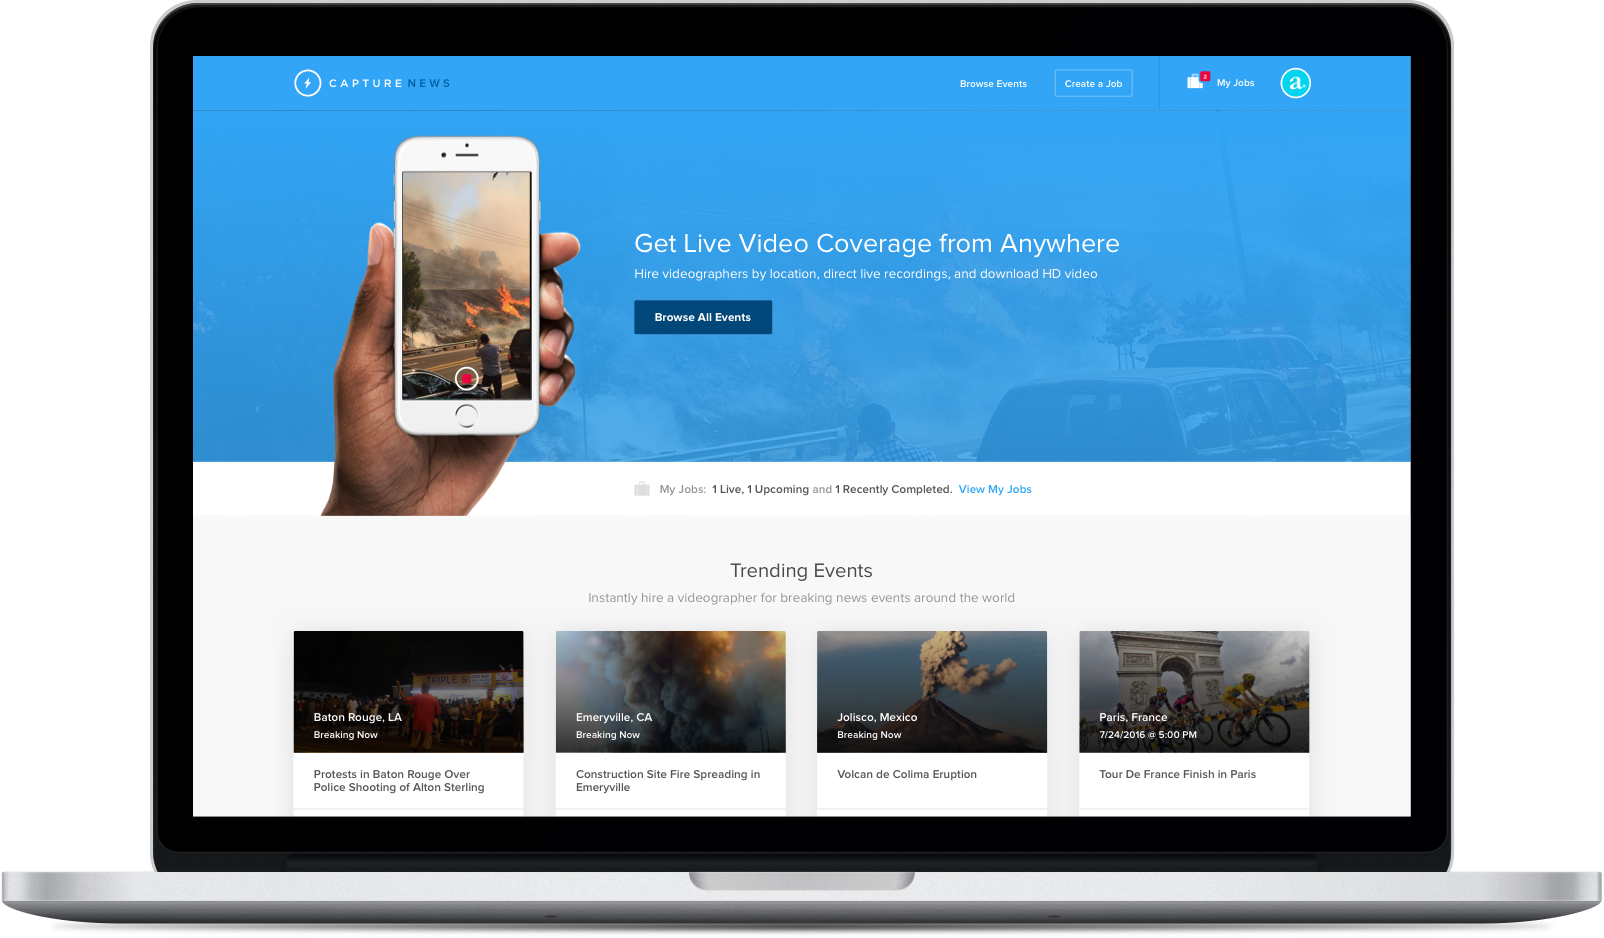 CAPTURE NEWS
Browse Events
Create a Job
2
My Jobs
a.
Get Live Video Coverage from Anywhere
Hire videographers by location, direct live recordings, and download HD video
Browse All Events
My Jobs: 1 Live, 1 Upcoming and 1 Recently Completed. View My Jobs
Trending Events
Instantly hire a videographer for breaking news events around the world
TRIPLE S
Baton Rouge, LA
Breaking Now
Protests in Baton Rouge Over
Police Shooting of Alton Sterling
Emeryville, CA
Breaking Now
Construction Site Fire Spreading in
Emeryville
Jolisco, Mexico
Breaking Now
Volcan de Colima Eruption
Paris, France
7/24/2016 @ 5:00 PM
Tour De France Finish in Paris